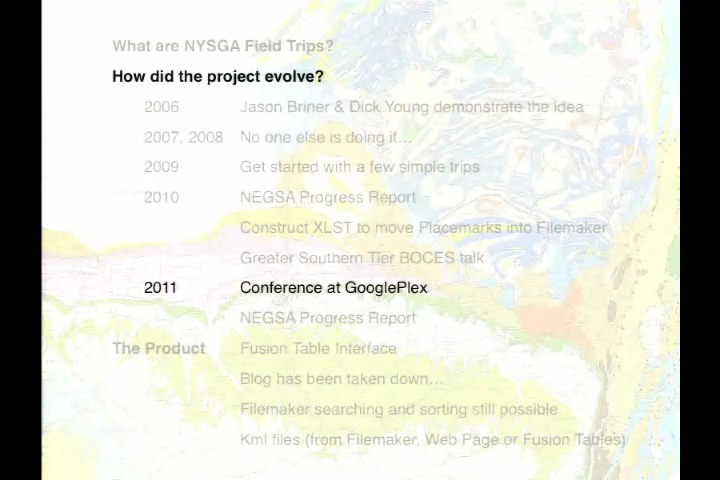 What are NYSGA Field Trips?
How did the project evolve?
2006 Jason Briner & Dick Young demonstrate the idea
2007, 2008 No one else is doing it...
2009 Get started with a few simple trips
2010 NEGSA Progress Report
Construct XLST to move Placemarks into Filemaker
Greater Southern Tier BOCES talk
2011 Conference at GooglePlex
NEGSA Progress Report
The Product Fusion Table Interface
Blog has been taken down...
Filemaker searching and sorting still possible
Kml files (from Filemaker, Web Page or Fusion Tables)